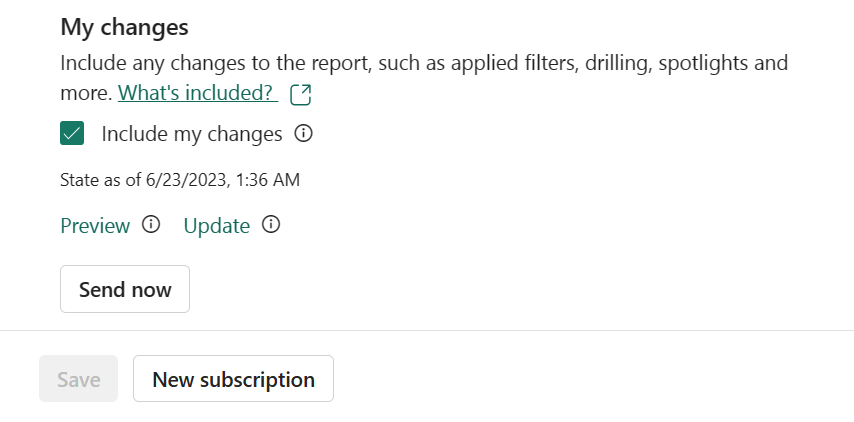 My changes
Include any changes to the report, such as applied filters, drilling, spotlights and
more. What's included?
Include my changes
State as of 6/23/2023, 1:36 AM
Preview Update
Send now
Save New subscription